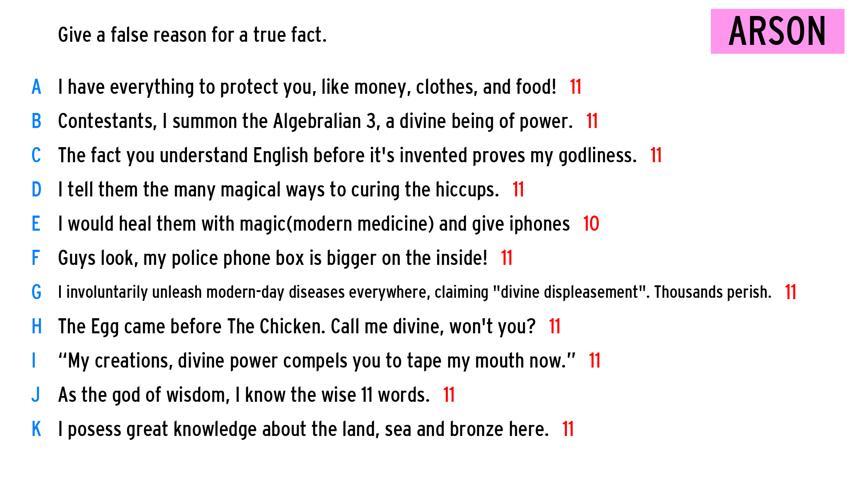 Give a false reason for a true fact.
ARSON
A I have everything to protect you, like money, clothes, and food! 11
B Contestants, I summon the Algebralian 3, a divine being of power. 11
C The fact you understand English before it's invented proves my godliness. 11
D I tell them the many magical ways to curing the hiccups. 11
E I would heal them with magic(modern medicine) and give iphones 10
F Guys look, my police phone box is bigger on the inside! 11
G I involuntarily unleash modern-day diseases everywhere, claiming "divine displeasement". Thousands perish. 11
H The Egg came before The Chicken. Call me divine, won't you? 11
I “My creations, divine power compels you to tape my mouth now.” 11
J As the god of wisdom, I know the wise 11 words. 11
K I posess great knowledge about the land, sea and bronze here. 11